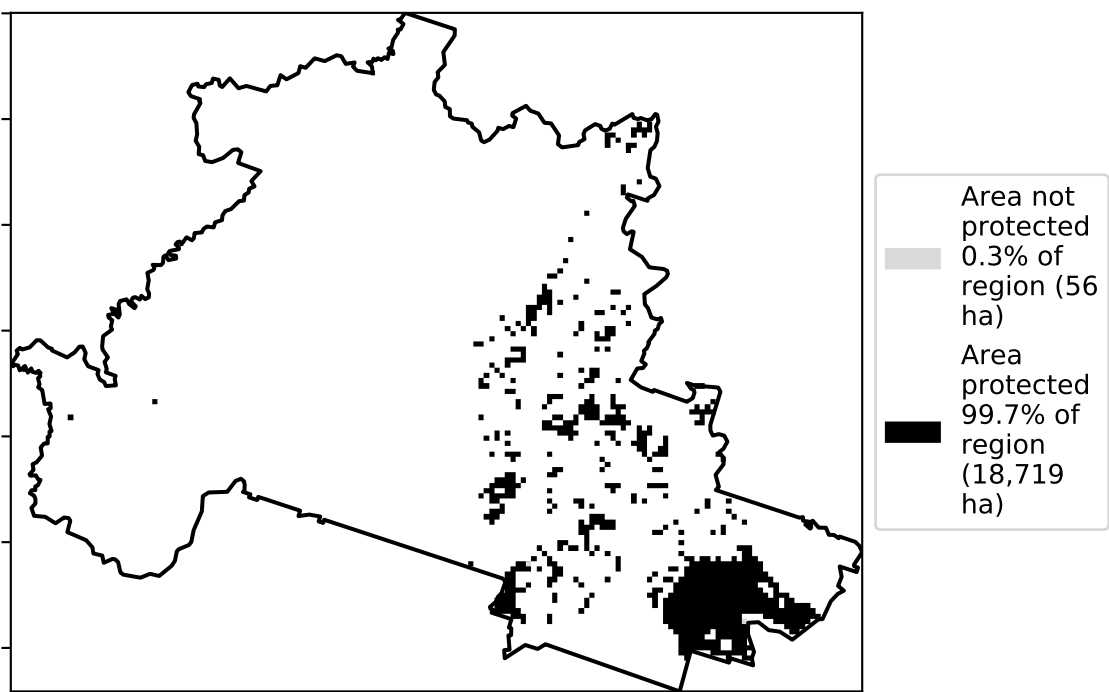 Area not
protected
0.3% of
region (56
ha)
Area
protected
99.7% of
region
(18,719
ha)